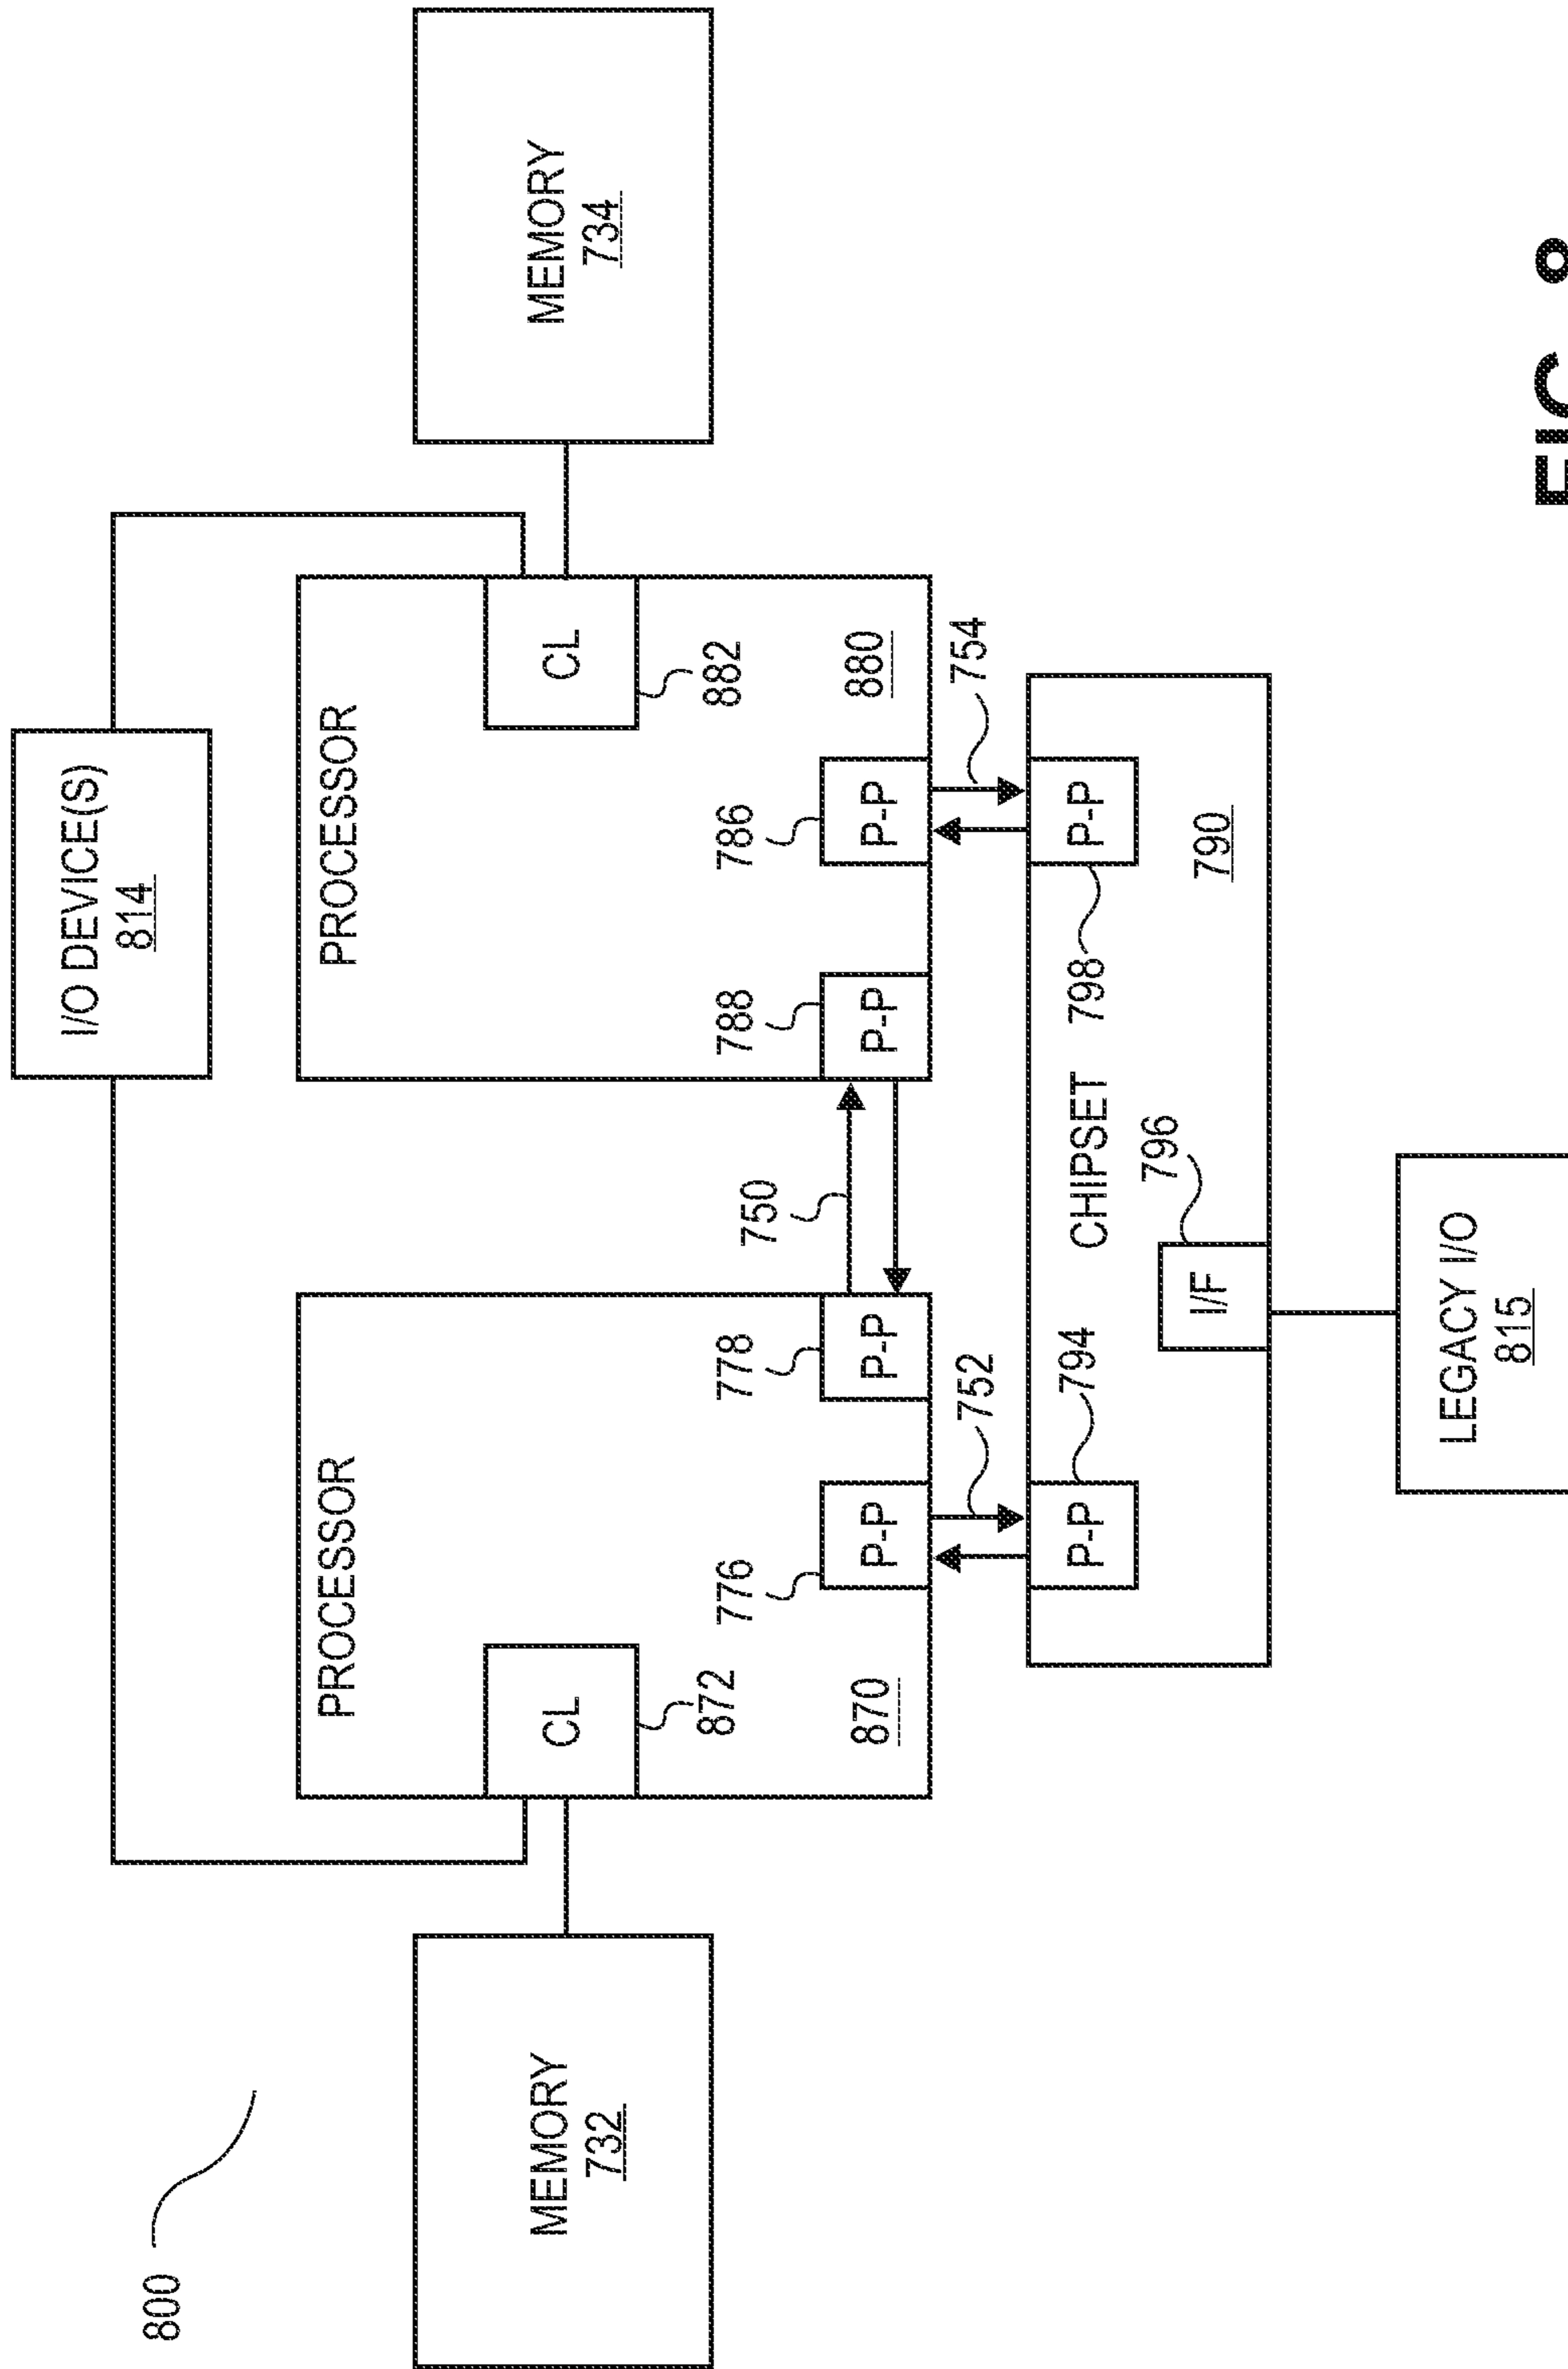 800
I/O DEVICE(S)
814
PROCESSOR
PROCESSOR
MEMORY
732
CL
872
870
776
P-P
778
P-P
750
788
P-P
786
P-P
CL
882
880
MEMORY
734
752
754
794
P-P
CHIPSET
798
P-P
796
I/F
790
LEGACY I/O
815
FIG. 8